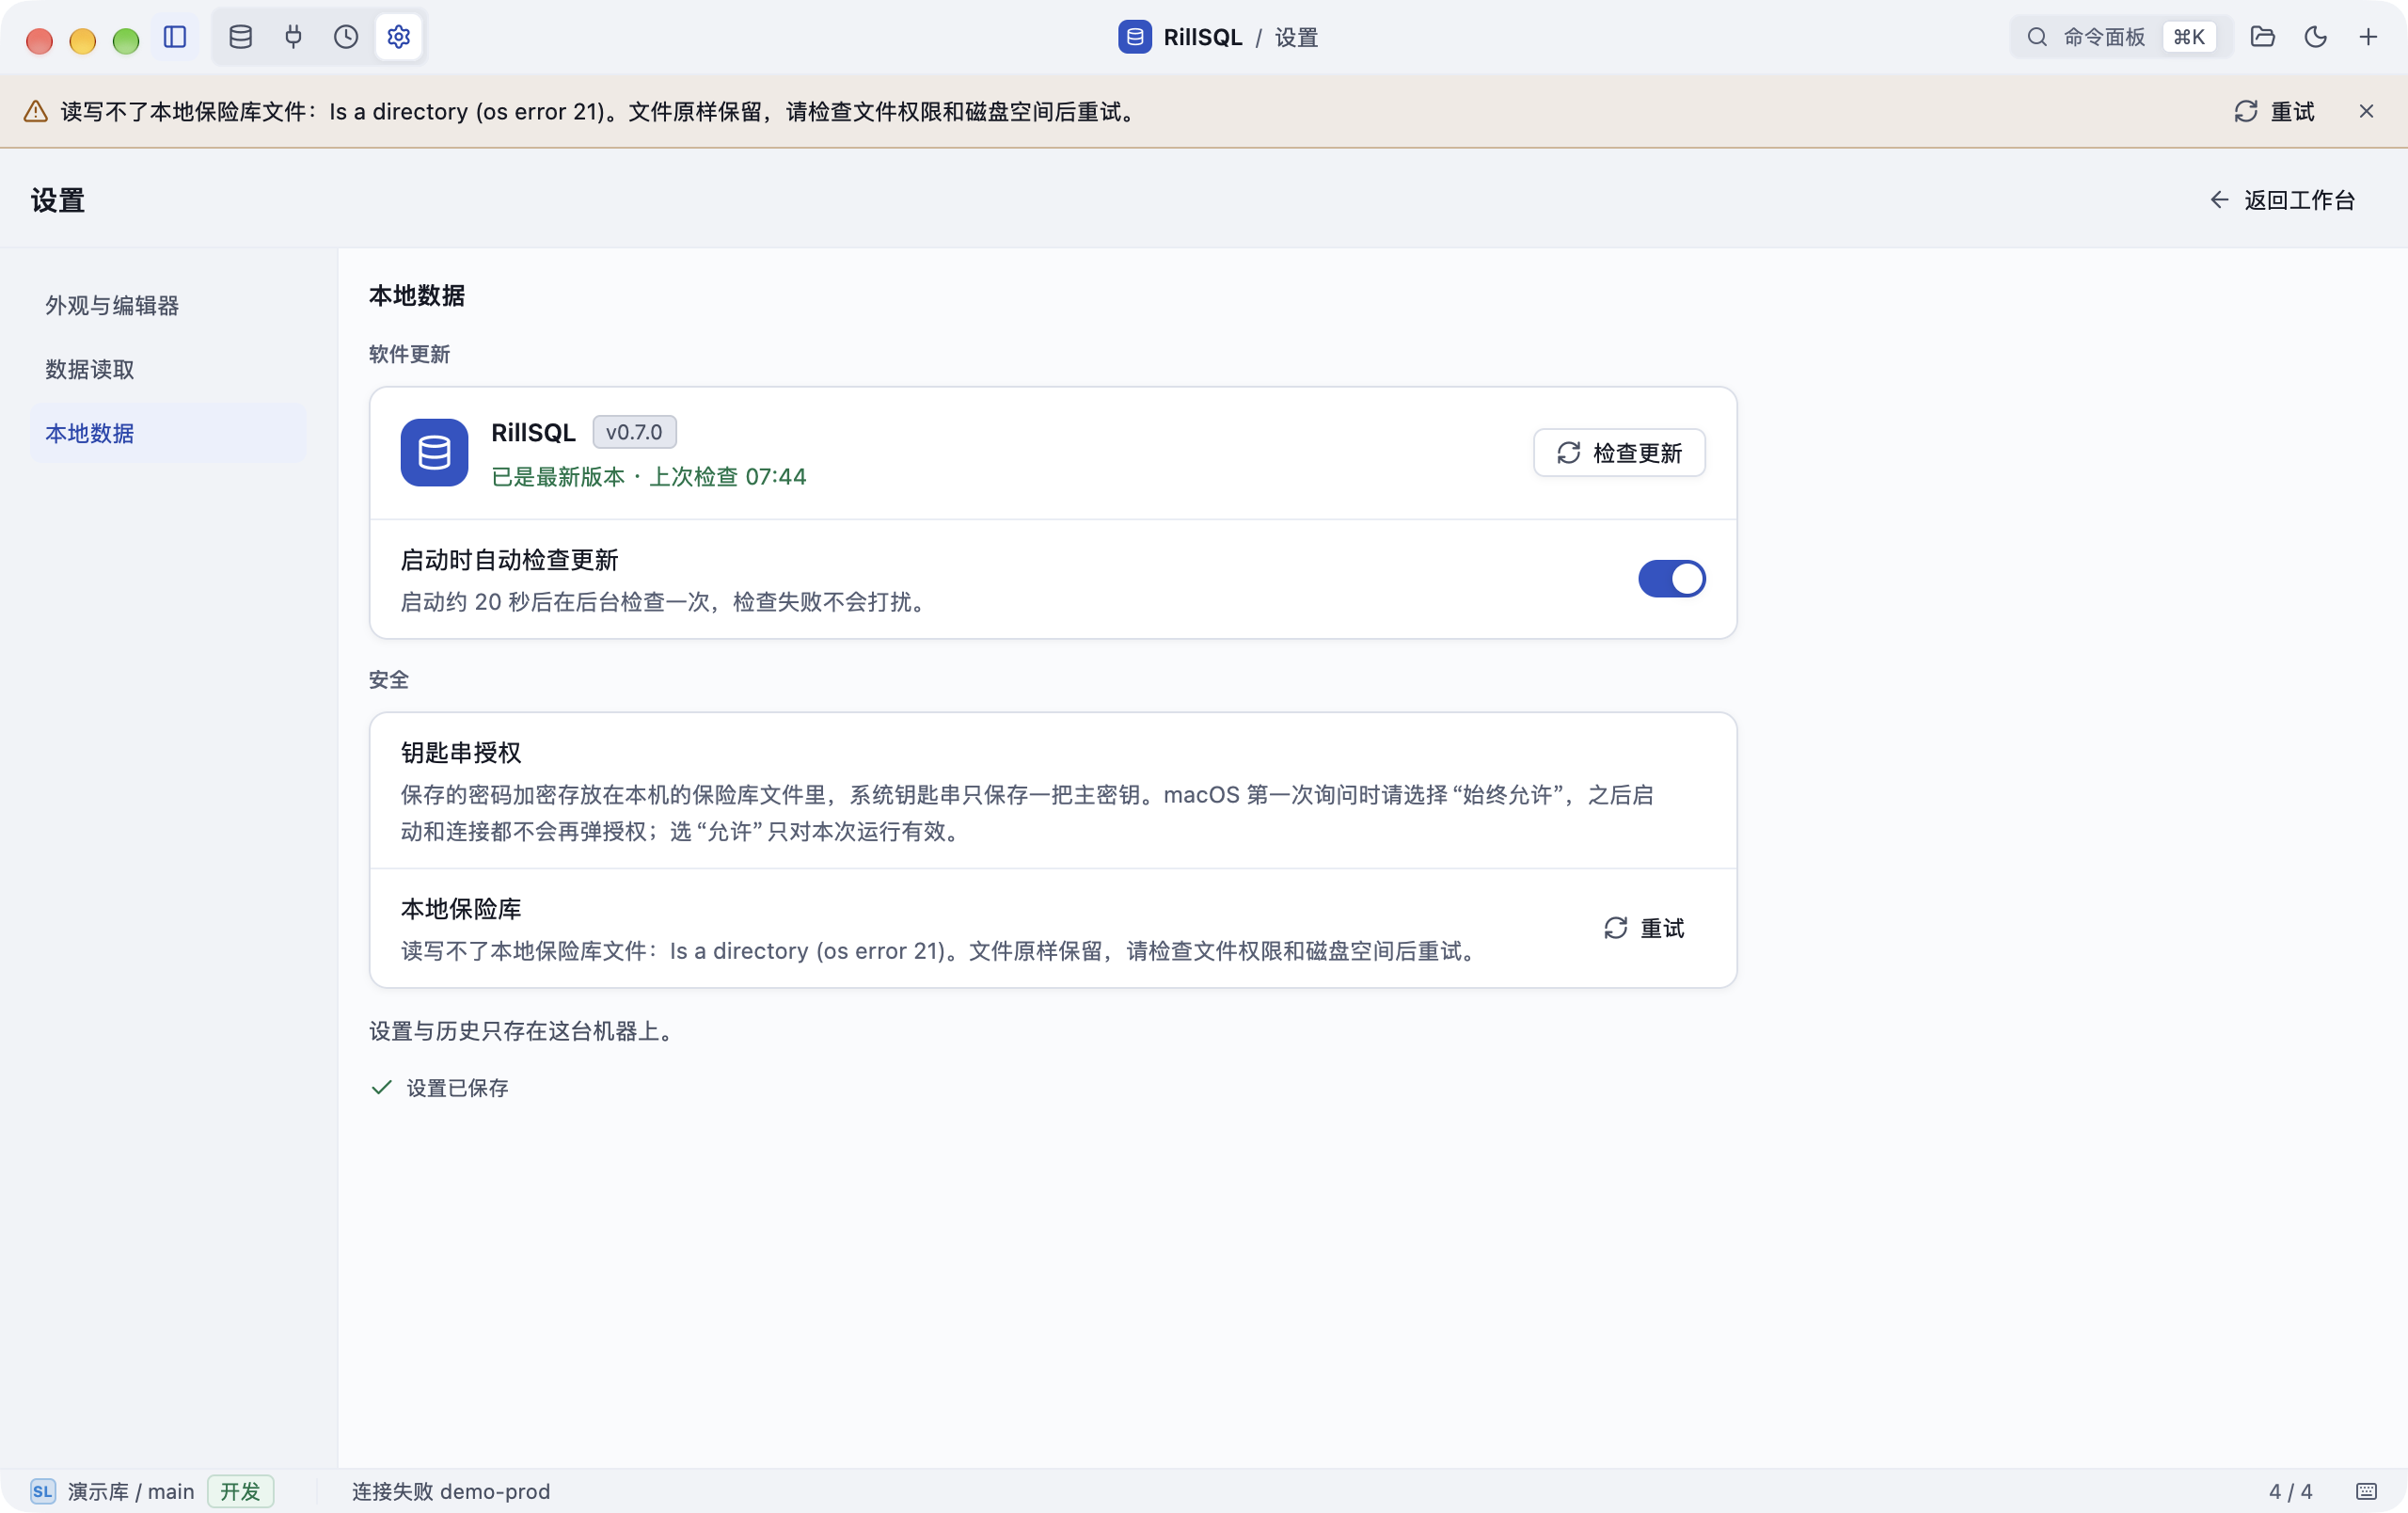 RillSQL / 设置
命令面板 ⌘K
读写不了本地保险库文件：Is a directory (os error 21)。文件原样保留，请检查文件权限和磁盘空间后重试。
重试
设置
返回工作台
外观与编辑器
数据读取
本地数据
本地数据
软件更新
RillSQL v0.7.0
已是最新版本 · 上次检查 07:44
检查更新
启动时自动检查更新
启动约 20 秒后在后台检查一次，检查失败不会打扰。
安全
钥匙串授权
保存的密码加密存放在本机的保险库文件里，系统钥匙串只保存一把主密钥。macOS 第一次询问时请选择 “始终允许”，之后启
动和连接都不会再弹授权；选 “允许” 只对本次运行有效。
本地保险库
读写不了本地保险库文件：Is a directory (os error 21)。文件原样保留，请检查文件权限和磁盘空间后重试。
重试
设置与历史只存在这台机器上。
设置已保存
SL 演示库 / main 开发
连接失败 demo-prod
4 / 4